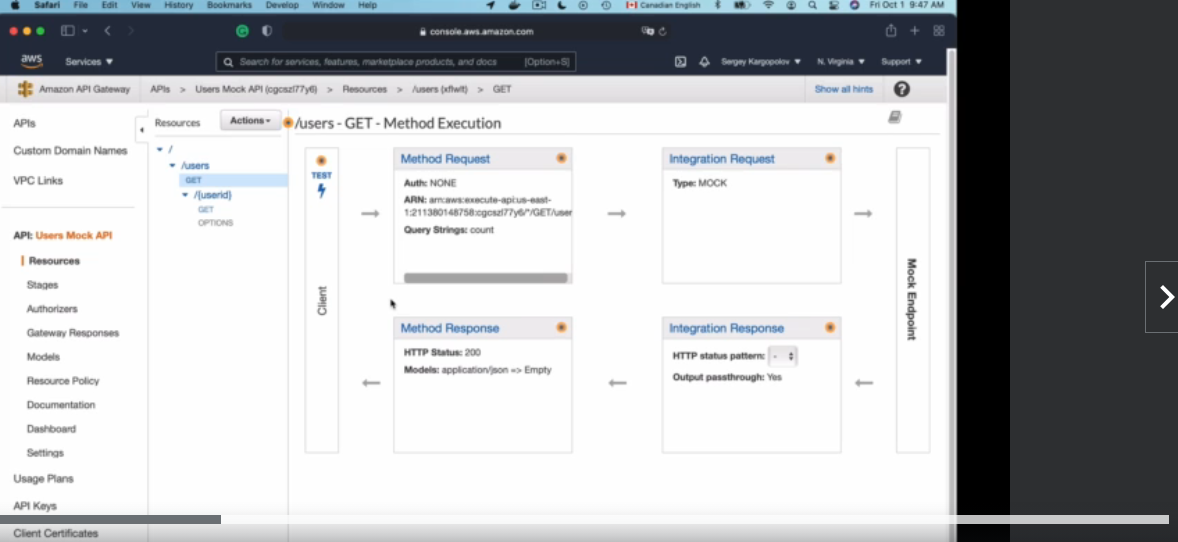 Safari File Edit View History Bookmarks Develop Window Help Canadian English Fri Oct 1 9:47 AM
console.aws.amazon.com
aws Services Search for services, features, marketplace products, and docs [Option+S] Sergey Kargopolov N. Virginia Support
Amazon API Gateway APIs > Users Mock API (cgcszl77y6) > Resources > /users (xflwit) > GET Show all hints ?
APIs
Custom Domain Names
VPC Links
API: Users Mock API
Resources
Stages
Authorizers
Gateway Responses
Models
Resource Policy
Documentation
Dashboard
Settings
Usage Plans
API Keys
Client Certificates
Resources Actions
/
/users
GET
/{userid}
GET
OPTIONS
/users - GET - Method Execution
TEST
Client
Method Request
Auth: NONE
ARN: arn:aws:execute-api:us-east-
1:211380148758:cgcszl77y6/*/GET/user
Query Strings: count
Integration Request
Type: MOCK
Method Response
HTTP Status: 200
Models: application/json => Empty
Integration Response
HTTP status pattern: -
Output passthrough: Yes
Mock Endpoint